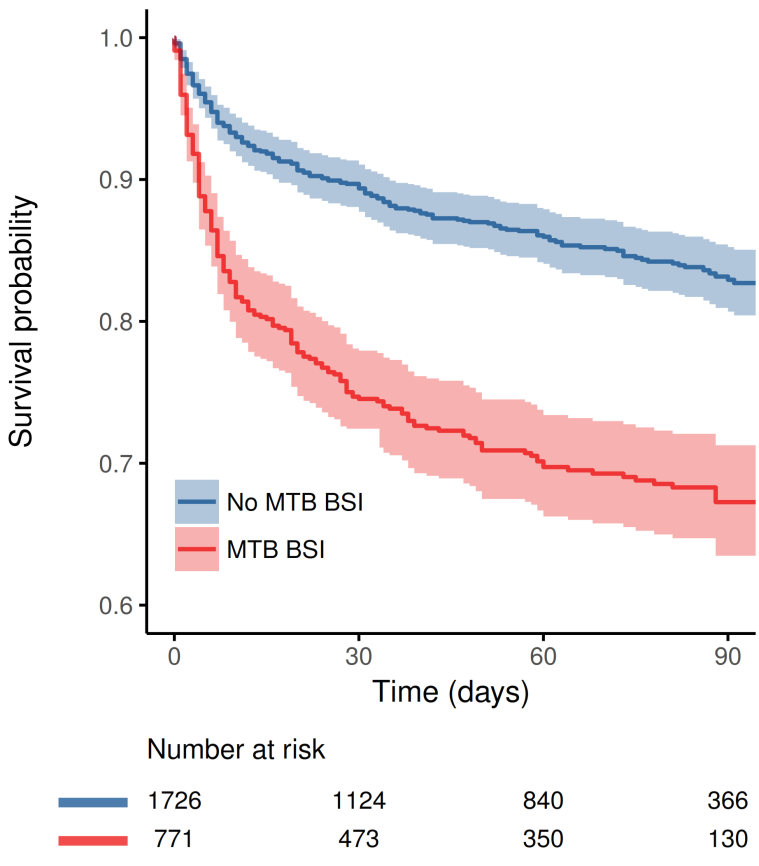 1.0
0.9
0.8
0.7
0.6
Survival probability
No MTB BSI
MTB BSI
0 30 60 90
Time (days)
Number at risk
1726 1124 840 366
771 473 350 130